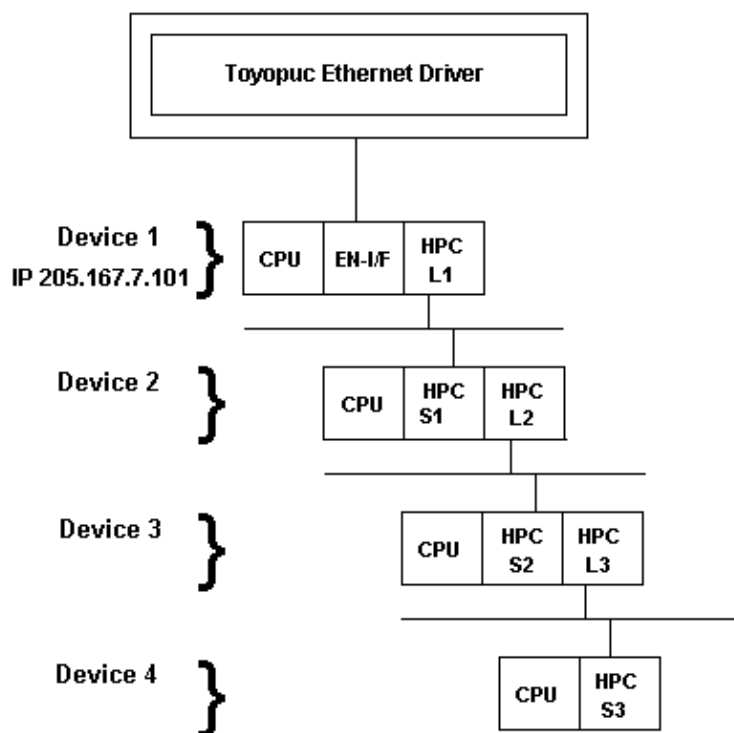 Toyopuc Ethernet Driver
Device 1
IP 205.167.7.101
CPU
EN-I/F
HPC
L1
Device 2
CPU
HPC
S1
HPC
L2
Device 3
CPU
HPC
S2
HPC
L3
Device 4
CPU
HPC
S3